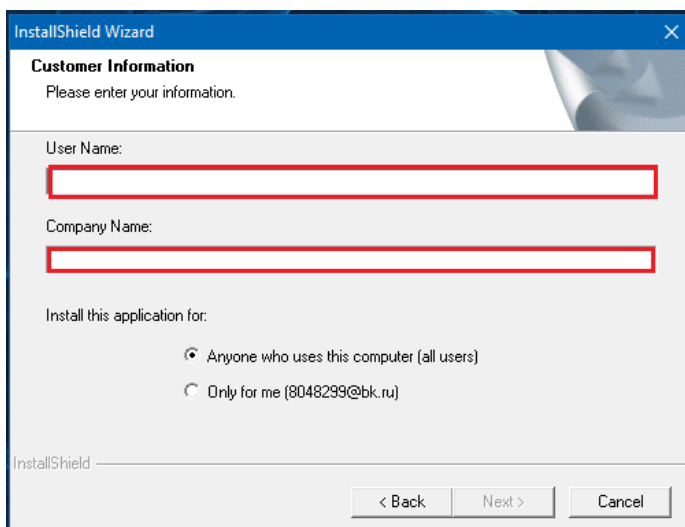 InstallShield Wizard
Customer Information
Please enter your information.
User Name:
Company Name:
Install this application for:
Anyone who uses this computer (all users)
Only for me (8048299@bk.ru)
InstallShield
< Back Next > Cancel